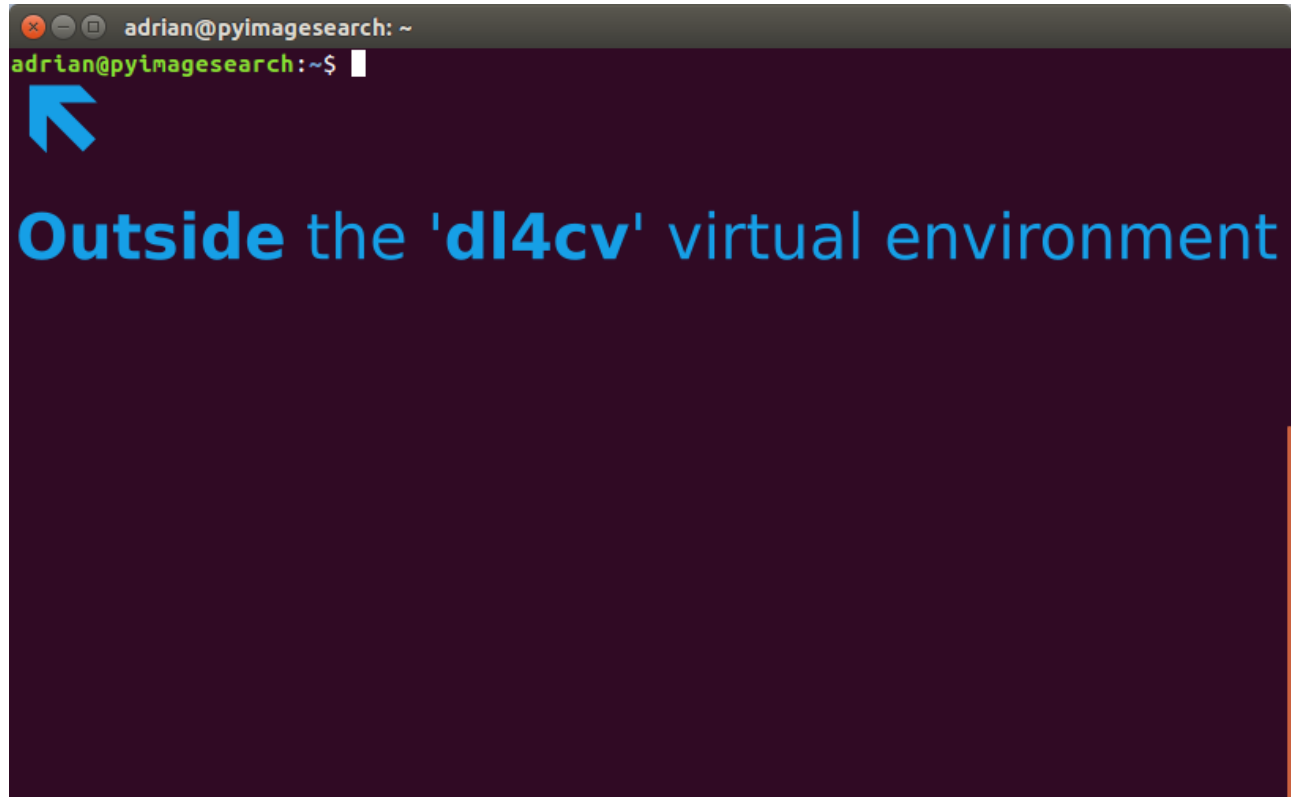 adrian@pyimagesearch: ~
adrian@pyimagesearch:~$
Outside the 'dl4cv' virtual environment